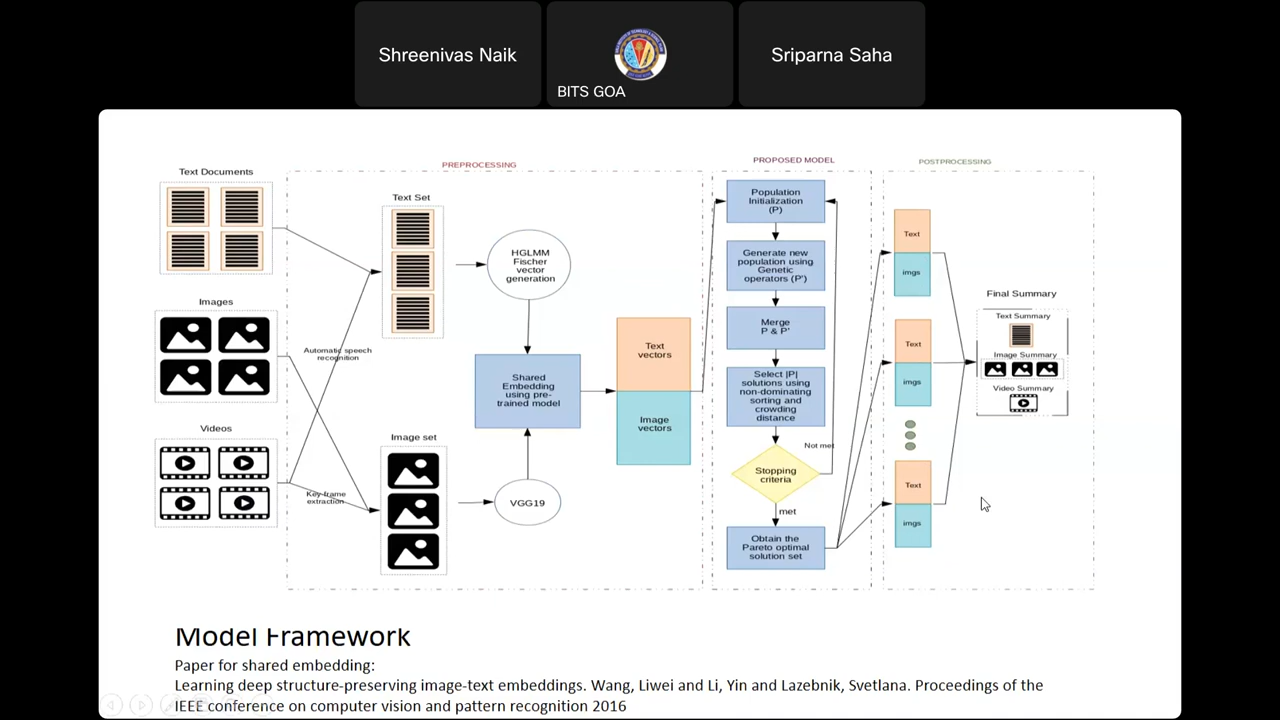 Shreenivas Naik
BITS GOA
Sriparna Saha
PREPROCESSING
PROPOSED MODEL
POSTPROCESSING
Text Documents
Images
Videos
Automatic speech
recognition
Key-frame
extraction
Text Set
Image set
HGLMM
Fischer
vector
generation
Shared
Embedding
using pre-
trained model
VGG19
Text
vectors
Image
vectors
Population
Initialization
(P)
Generate new
population using
Genetic
operators (P')
Merge
P & P'
Select |P|
solutions using
non-dominating
sorting and
crowding
distance
Not met
Stopping
criteria
met
Obtain the
Pareto optimal
solution set
Text
imgs
Text
imgs
Text
imgs
Final Summary
Text Summary
Image Summary
Video Summary
Model Framework
Paper for shared embedding:
Learning deep structure-preserving image-text embeddings. Wang, Liwei and Li, Yin and Lazebnik, Svetlana. Proceedings of the
IEEE conference on computer vision and pattern recognition 2016